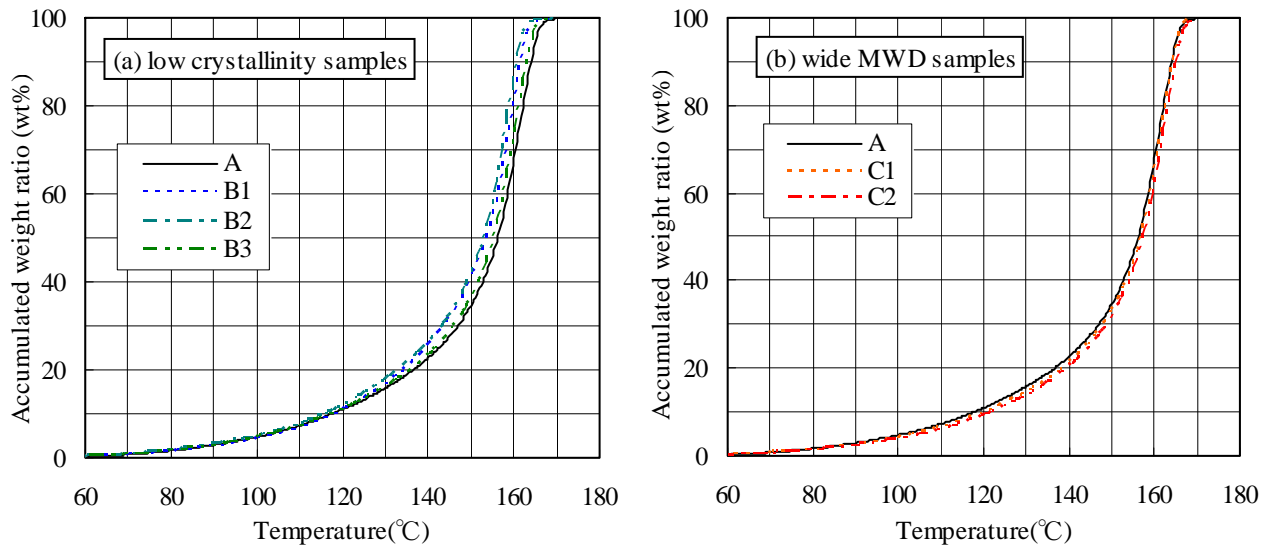 (a) low crystallinity samples
Accumulated weight ratio (wt%)
100
80
60
40
20
0
A
B1
B2
B3
60
80
100
120
140
160
180
Temperature(℃)
(b) wide MWD samples
Accumulated weight ratio (wt%)
100
80
60
40
20
0
A
C1
C2
60
80
100
120
140
160
180
Temperature(℃)